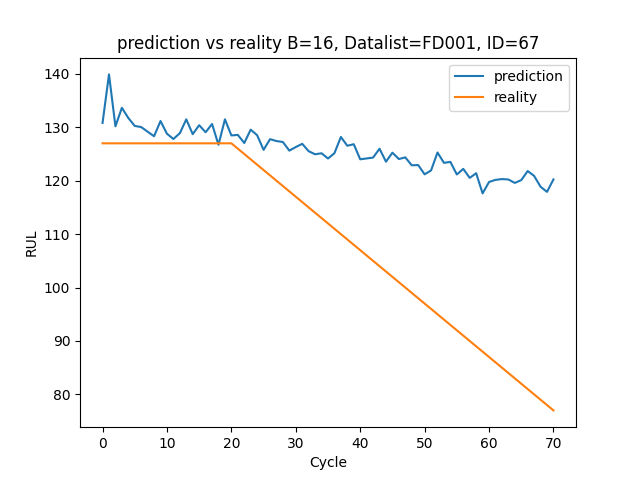 prediction vs reality B=16, Datalist=FD001, ID=67
140
130
120
110
100
90
80
RUL
prediction
reality
0 10 20 30 40 50 60 70
Cycle